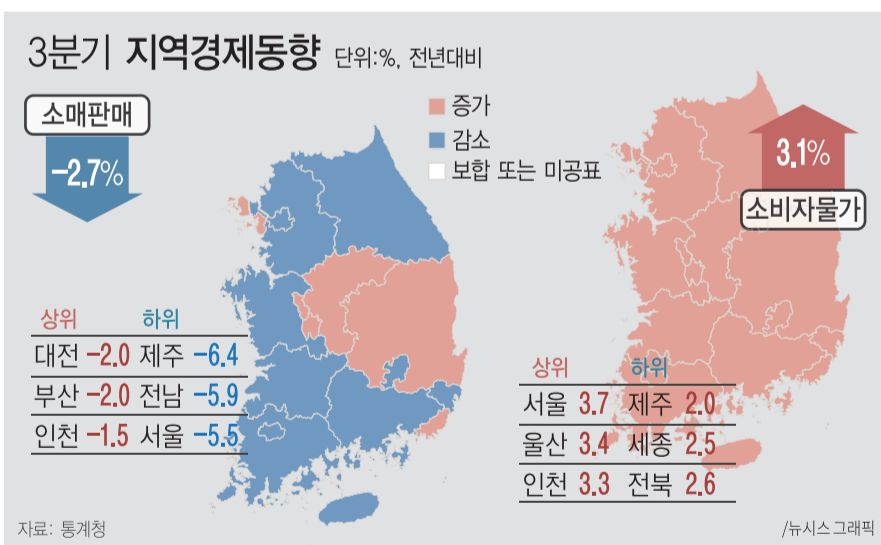 3분기 지역경제동향 단위:%, 전년대비
소매판매
-2.7%
증가
감소
보합 또는 미공표
3.1%
소비자물가
상위 하위
대전 -2.0 제주 -6.4
부산 -2.0 전남 -5.9
인천 -1.5 서울 -5.5
상위 하위
서울 3.7 제주 2.0
울산 3.4 세종 2.5
인천 3.3 전북 2.6
자료: 통계청
/뉴시스 그래픽